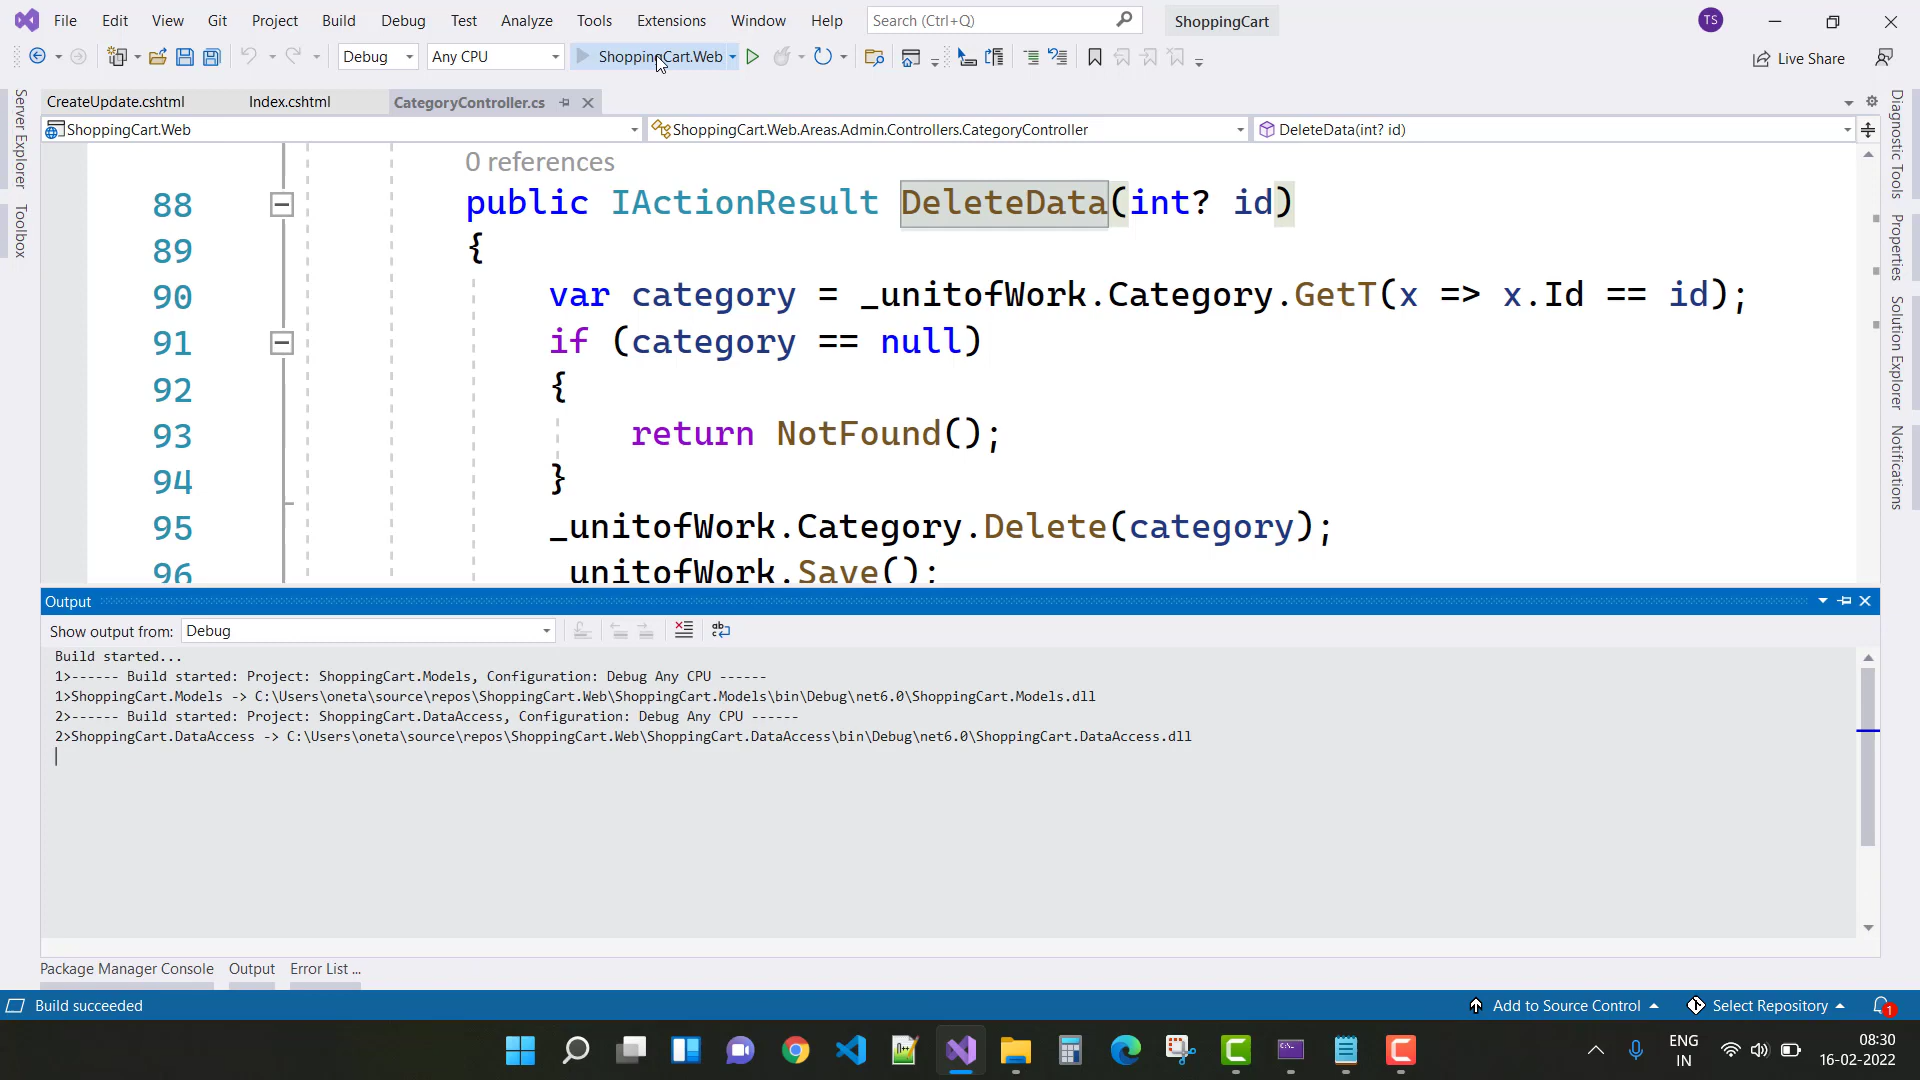 File Edit View Git Project Build Debug Test Analyze Tools Extensions Window Help Search (Ctrl+Q) ShoppingCart TS
Debug Any CPU ShoppingCart.Web Live Share
CreateUpdate.cshtml Index.cshtml CategoryController.cs
ShoppingCart.Web ShoppingCart.Web.Areas.Admin.Controllers.CategoryController DeleteData(int? id)
Server Explorer
Toolbox
Diagnostic Tools
Properties
Solution Explorer
Notifications
0 references
88 public IActionResult DeleteData(int? id)
89 {
90 var category = _unitofWork.Category.GetT(x => x.Id == id);
91 if (category == null)
92 {
93 return NotFound();
94 }
95 _unitofWork.Category.Delete(category);
96 _unitofWork.Save();
Output
Show output from: Debug
Build started...
1>------ Build started: Project: ShoppingCart.Models, Configuration: Debug Any CPU ------
1>ShoppingCart.Models -> C:\Users\oneta\source\repos\ShoppingCart.Web\ShoppingCart.Models\bin\Debug\net6.0\ShoppingCart.Models.dll
2>------ Build started: Project: ShoppingCart.DataAccess, Configuration: Debug Any CPU ------
2>ShoppingCart.DataAccess -> C:\Users\oneta\source\repos\ShoppingCart.Web\ShoppingCart.DataAccess\bin\Debug\net6.0\ShoppingCart.DataAccess.dll
Package Manager Console Output Error List ...
Build succeeded Add to Source Control Select Repository 1
ENG 08:30
IN 16-02-2022